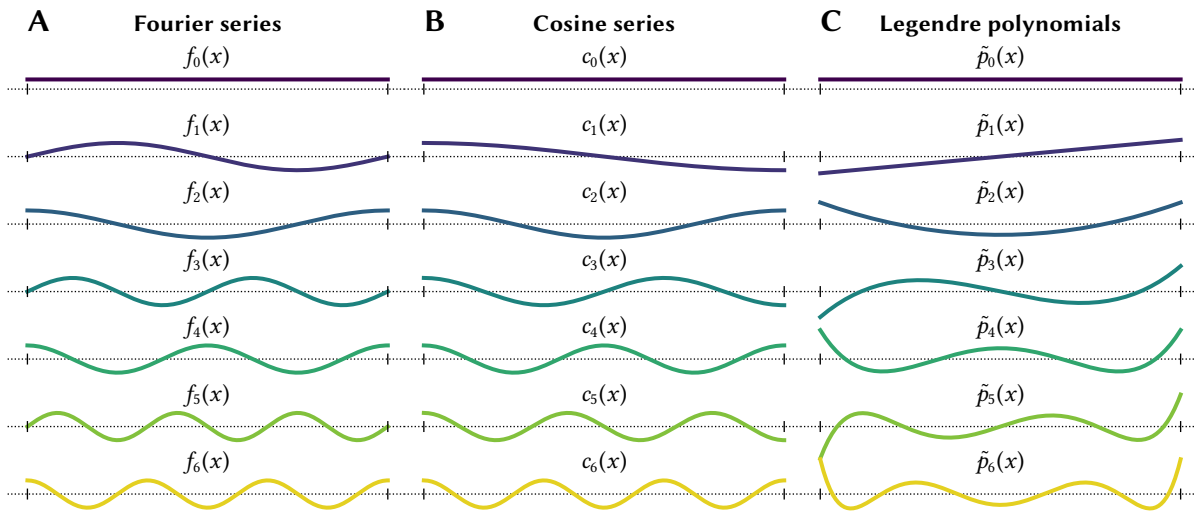 A Fourier series B Cosine series C Legendre polynomials
f₀(x) c₀(x) p̃₀(x)
f₁(x) c₁(x) p̃₁(x)
f₂(x) c₂(x) p̃₂(x)
f₃(x) c₃(x) p̃₃(x)
f₄(x) c₄(x) p̃₄(x)
f₅(x) c₅(x) p̃₅(x)
f₆(x) c₆(x) p̃₆(x)